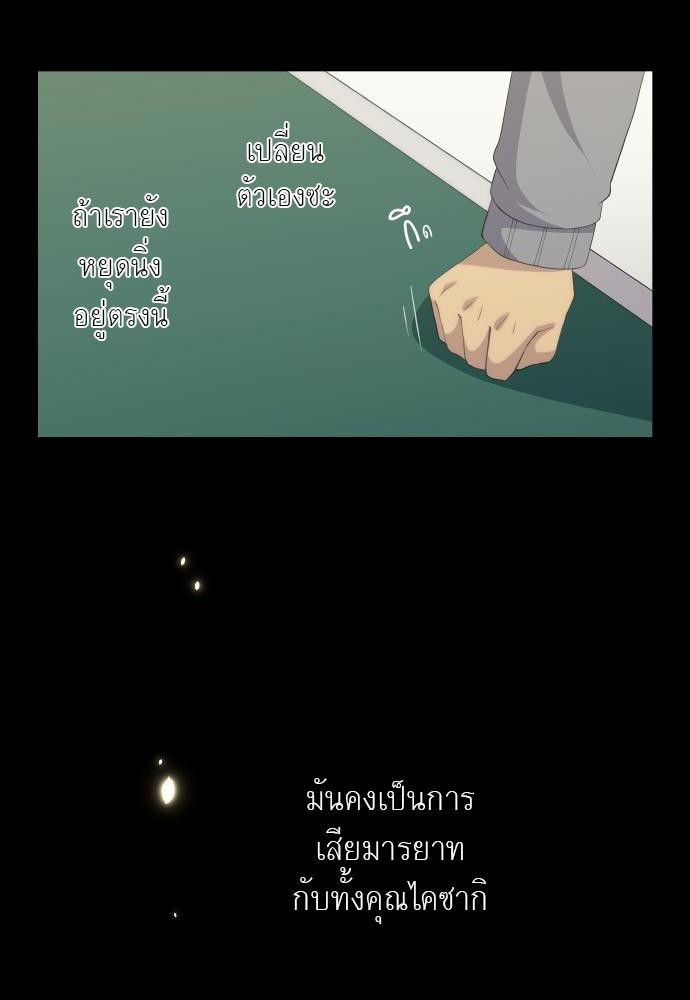 เปลี่ยน
ตัวเองซะ
ถ้าเรายัง
หยุดนิ่ง
อยู่ตรงนี้
กึด
มันคงเป็นการ
เสียมารยาท
กับทั้งคุณไคซากิ